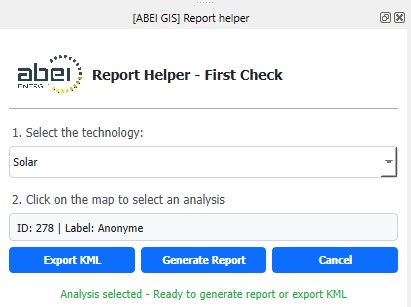 [ABEI GIS] Report helper
abei
ENERGY
Report Helper - First Check
1. Select the technology:
Solar
2. Click on the map to select an analysis
ID: 278 | Label: Anonyme
Export KML
Generate Report
Cancel
Analysis selected - Ready to generate report or export KML